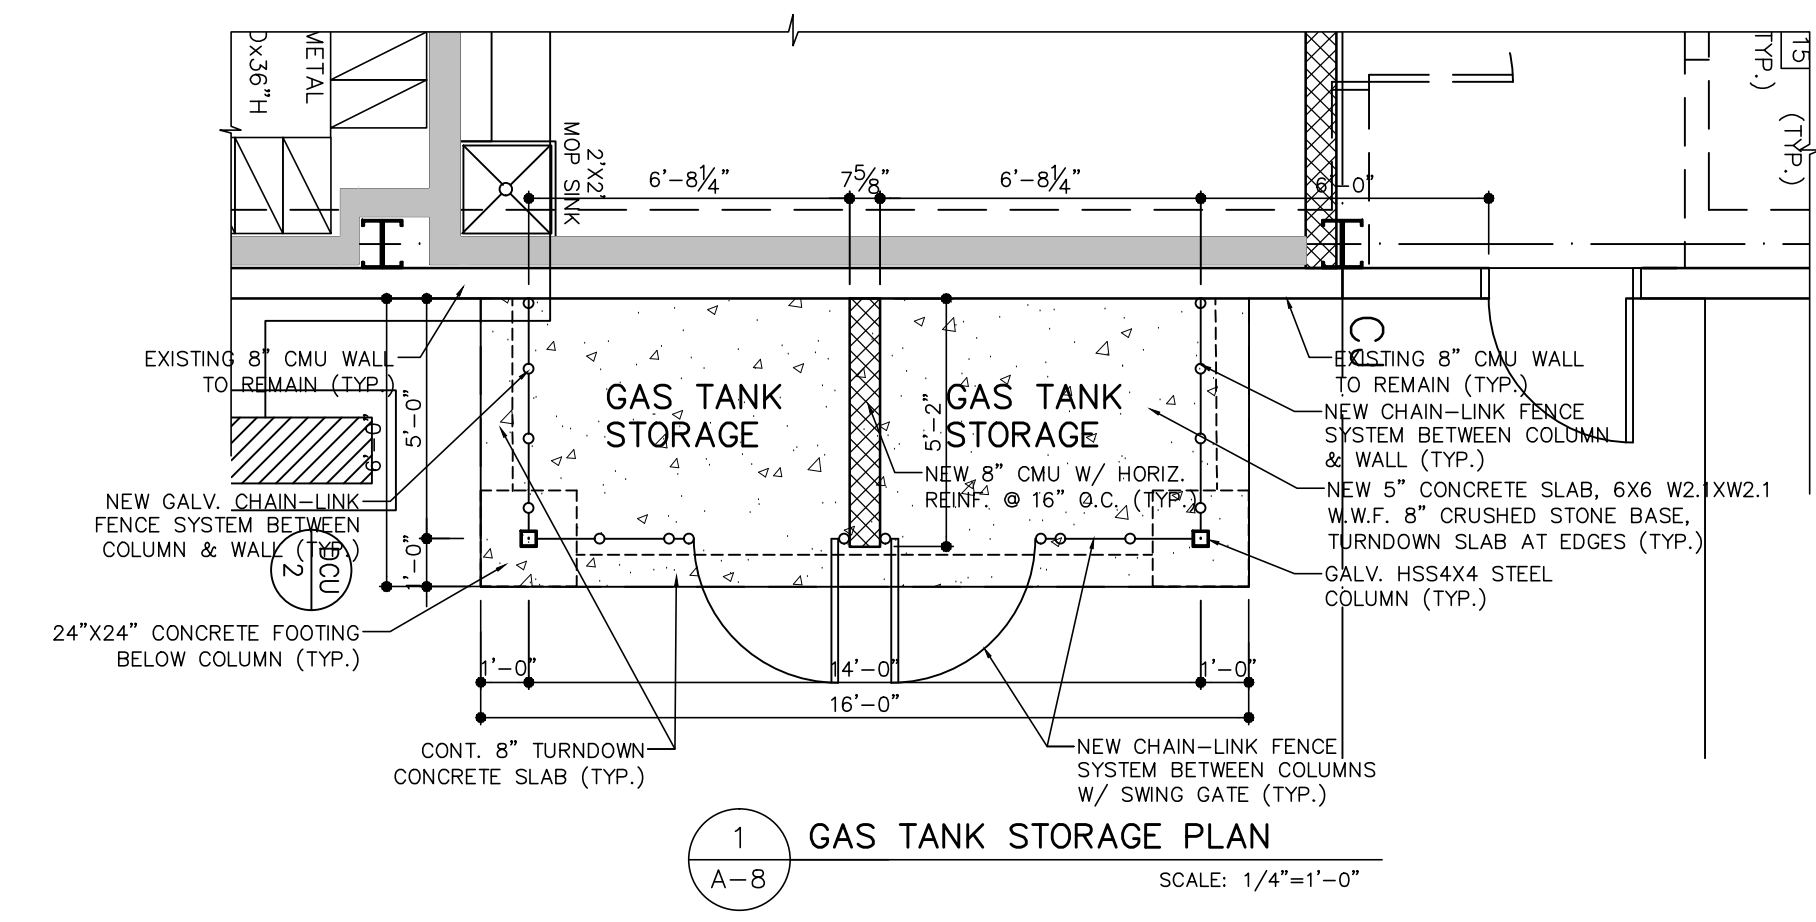 METAL
Dx36"H
2'X2'
MOP SINK
6'-8¼"
7⅝"
6'-8¼"
6'-0"
TYP.)
(TYP.)
15
EXISTING 8" CMU WALL
TO REMAIN (TYP.)
5'-0"
6'-0"
1'-0"
GAS TANK
STORAGE
5'-2"
GAS TANK
STORAGE
EXISTING 8" CMU WALL
TO REMAIN (TYP.)
NEW CHAIN-LINK FENCE
SYSTEM BETWEEN COLUMN
& WALL (TYP.)
NEW 8" CMU W/ HORIZ.
REINF. @ 16" O.C. (TYP.)
NEW 5" CONCRETE SLAB, 6X6 W2.1XW2.1
W.W.F. 8" CRUSHED STONE BASE,
TURNDOWN SLAB AT EDGES (TYP.)
NEW GALV. CHAIN-LINK
FENCE SYSTEM BETWEEN
COLUMN & WALL (TYP.)
DCU
2
GALV. HSS4X4 STEEL
COLUMN (TYP.)
24"X24" CONCRETE FOOTING
BELOW COLUMN (TYP.)
1'-0"
14'-0"
1'-0"
16'-0"
CONT. 8" TURNDOWN
CONCRETE SLAB (TYP.)
NEW CHAIN-LINK FENCE
SYSTEM BETWEEN COLUMNS
W/ SWING GATE (TYP.)
1
A-8
GAS TANK STORAGE PLAN
SCALE: 1/4"=1'-0"